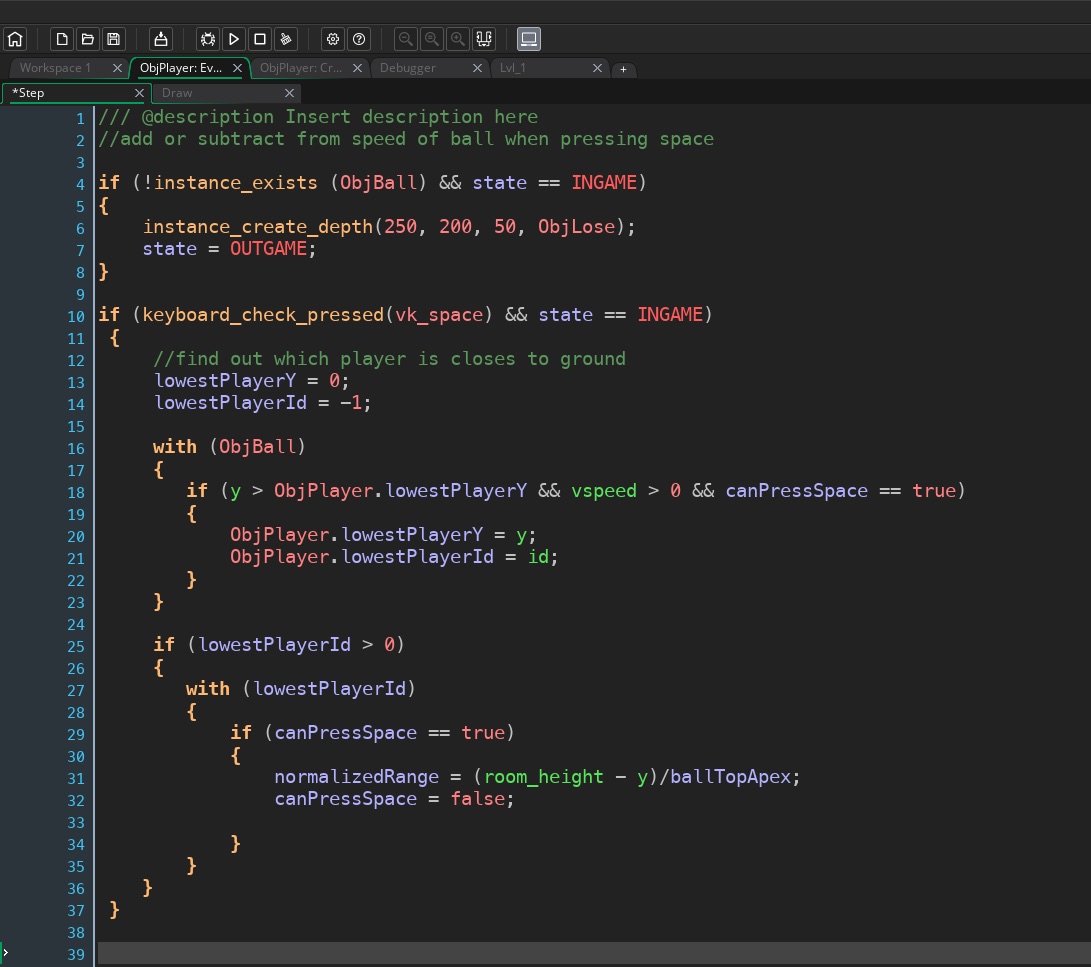 Workspace 1 ObjPlayer: Ev... ObjPlayer: Cr... Debugger Lvl_1 +
*Step Draw
1 /// @description Insert description here
2 //add or subtract from speed of ball when pressing space
3
4 if (!instance_exists (ObjBall) && state == INGAME)
5 {
6 instance_create_depth(250, 200, 50, ObjLose);
7 state = OUTGAME;
8 }
9
10 if (keyboard_check_pressed(vk_space) && state == INGAME)
11 {
12 //find out which player is closes to ground
13 lowestPlayerY = 0;
14 lowestPlayerId = -1;
15
16 with (ObjBall)
17 {
18 if (y > ObjPlayer.lowestPlayerY && vspeed > 0 && canPressSpace == true)
19 {
20 ObjPlayer.lowestPlayerY = y;
21 ObjPlayer.lowestPlayerId = id;
22 }
23 }
24
25 if (lowestPlayerId > 0)
26 {
27 with (lowestPlayerId)
28 {
29 if (canPressSpace == true)
30 {
31 normalizedRange = (room_height - y)/ballTopApex;
32 canPressSpace = false;
33
34 }
35 }
36 }
37 }
38
39